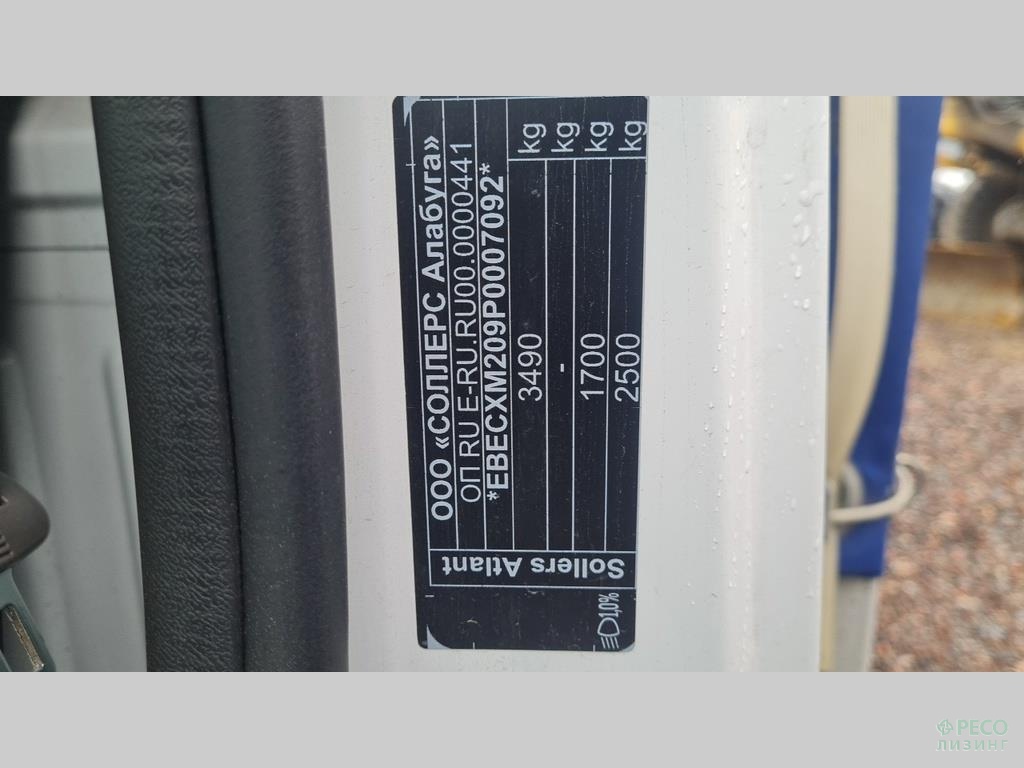 ООО «СОЛЛЕРС Алабуга»
ОП RU E-RU.RU00.0000441
*EBECXM209P0007092*
3490 kg
- kg
1700 kg
2500 kg
Sollers Atlant
1,0%
РЕСО
ЛИЗИНГ